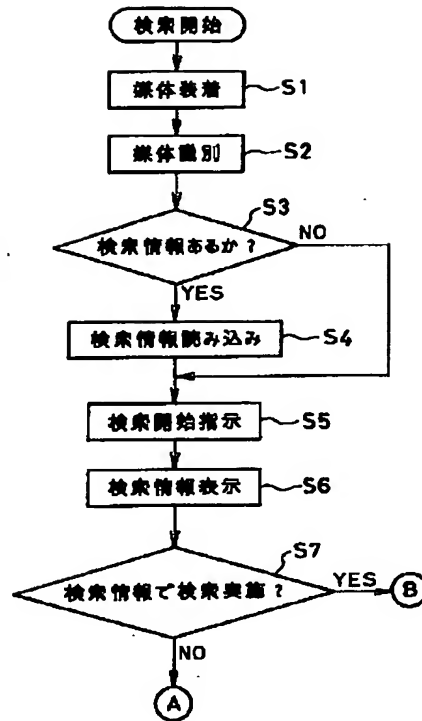 検索開始
媒体装着
S1
媒体識別
S2
S3
検索情報あるか?
NO
YES
検索情報読み込み
S4
検索開始指示
S5
検索情報表示
S6
S7
検索情報で検索実施?
YES
B
NO
A